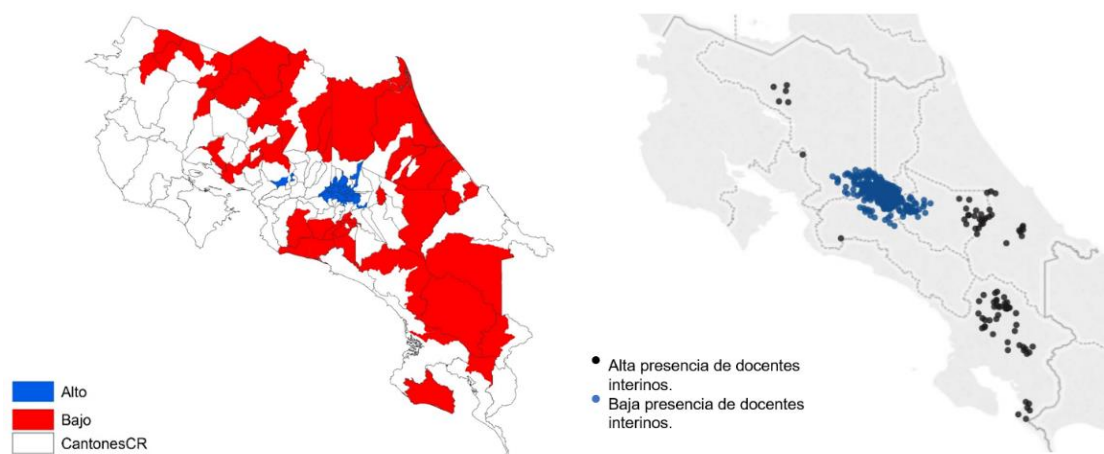 Alto
Bajo
CantonesCR
Alta presencia de docentes
interinos.
Baja presencia de docentes
interinos.